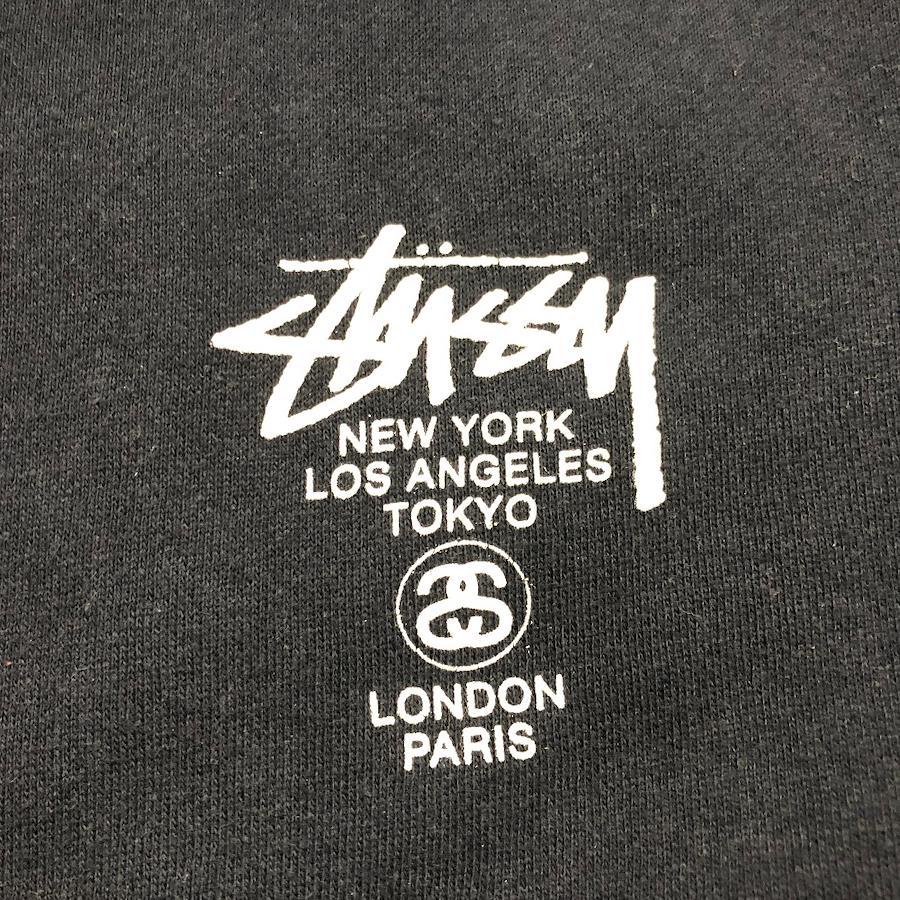 Stüssy
NEW YORK
LOS ANGELES
TOKYO
SS
LONDON
PARIS